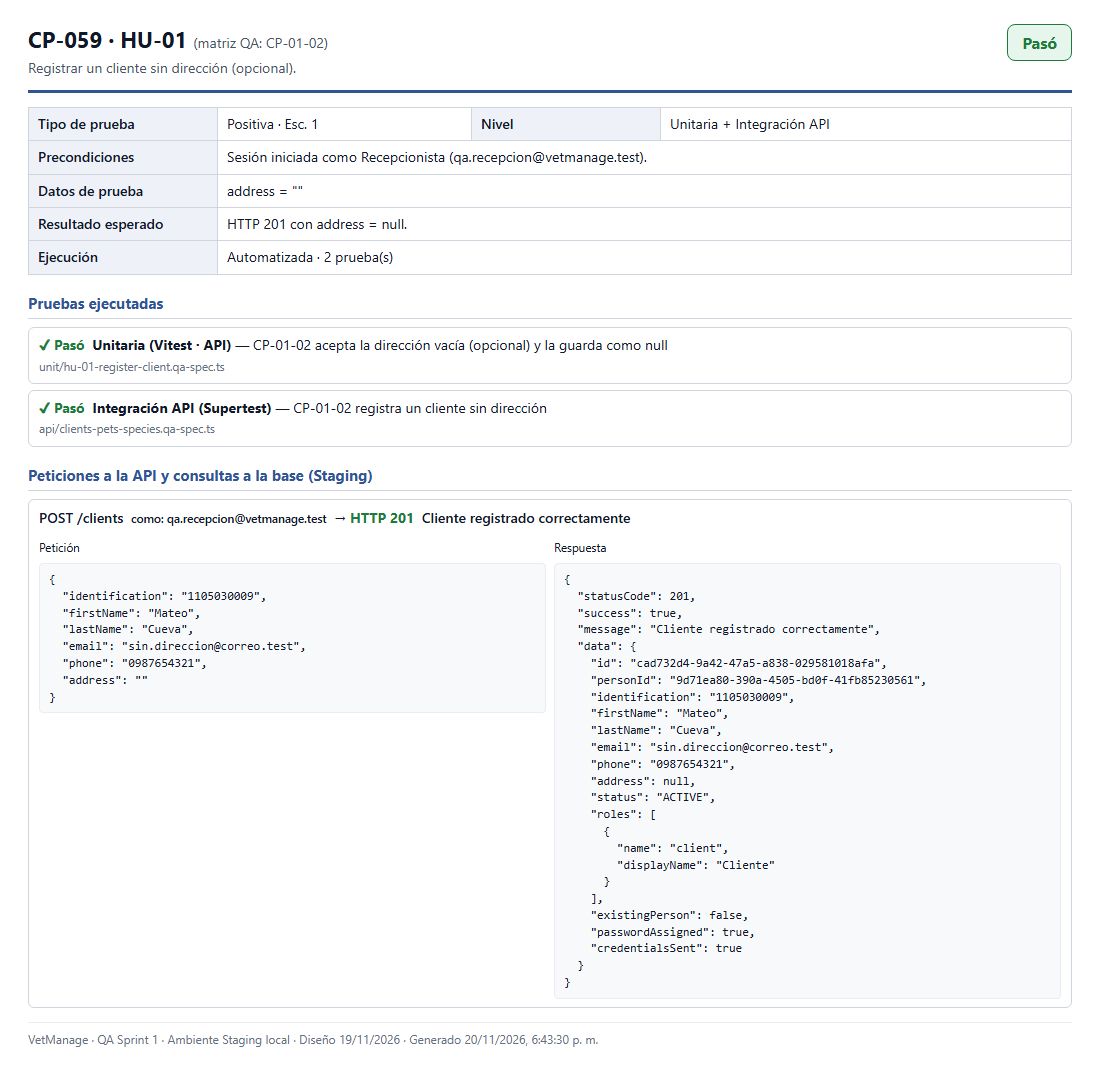 CP-059 · HU-01 (matriz QA: CP-01-02)
Pasó
Registrar un cliente sin dirección (opcional).
Tipo de prueba Positiva · Esc. 1 Nivel Unitaria + Integración API
Precondiciones Sesión iniciada como Recepcionista (qa.recepcion@vetmanage.test).
Datos de prueba address = ""
Resultado esperado HTTP 201 con address = null.
Ejecución Automatizada · 2 prueba(s)
Pruebas ejecutadas
✓ Pasó Unitaria (Vitest · API) — CP-01-02 acepta la dirección vacía (opcional) y la guarda como null
unit/hu-01-register-client.qa-spec.ts
✓ Pasó Integración API (Supertest) — CP-01-02 registra un cliente sin dirección
api/clients-pets-species.qa-spec.ts
Peticiones a la API y consultas a la base (Staging)
POST /clients como: qa.recepcion@vetmanage.test → HTTP 201 Cliente registrado correctamente
Petición
{
  "identification": "1105030009",
  "firstName": "Mateo",
  "lastName": "Cueva",
  "email": "sin.direccion@correo.test",
  "phone": "0987654321",
  "address": ""
}
Respuesta
{
  "statusCode": 201,
  "success": true,
  "message": "Cliente registrado correctamente",
  "data": {
    "id": "cad732d4-9a42-47a5-a838-029581018afa",
    "personId": "9d71ea80-390a-4505-bd0f-41fb85230561",
    "identification": "1105030009",
    "firstName": "Mateo",
    "lastName": "Cueva",
    "email": "sin.direccion@correo.test",
    "phone": "0987654321",
    "address": null,
    "status": "ACTIVE",
    "roles": [
      {
        "name": "client",
        "displayName": "Cliente"
      }
    ],
    "existingPerson": false,
    "passwordAssigned": true,
    "credentialsSent": true
  }
}
VetManage · QA Sprint 1 · Ambiente Staging local · Diseño 19/11/2026 · Generado 20/11/2026, 6:43:30 p. m.